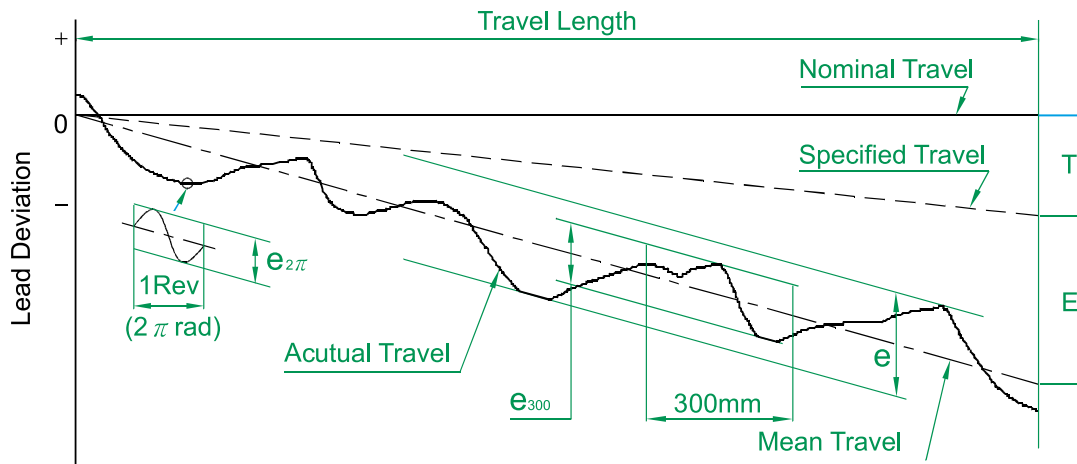 Travel Length
+
Nominal Travel
0
Specified Travel
T
−
Lead Deviation
e2π
1Rev
(2 π rad)
E
Acutual Travel
e
e300
300mm
Mean Travel